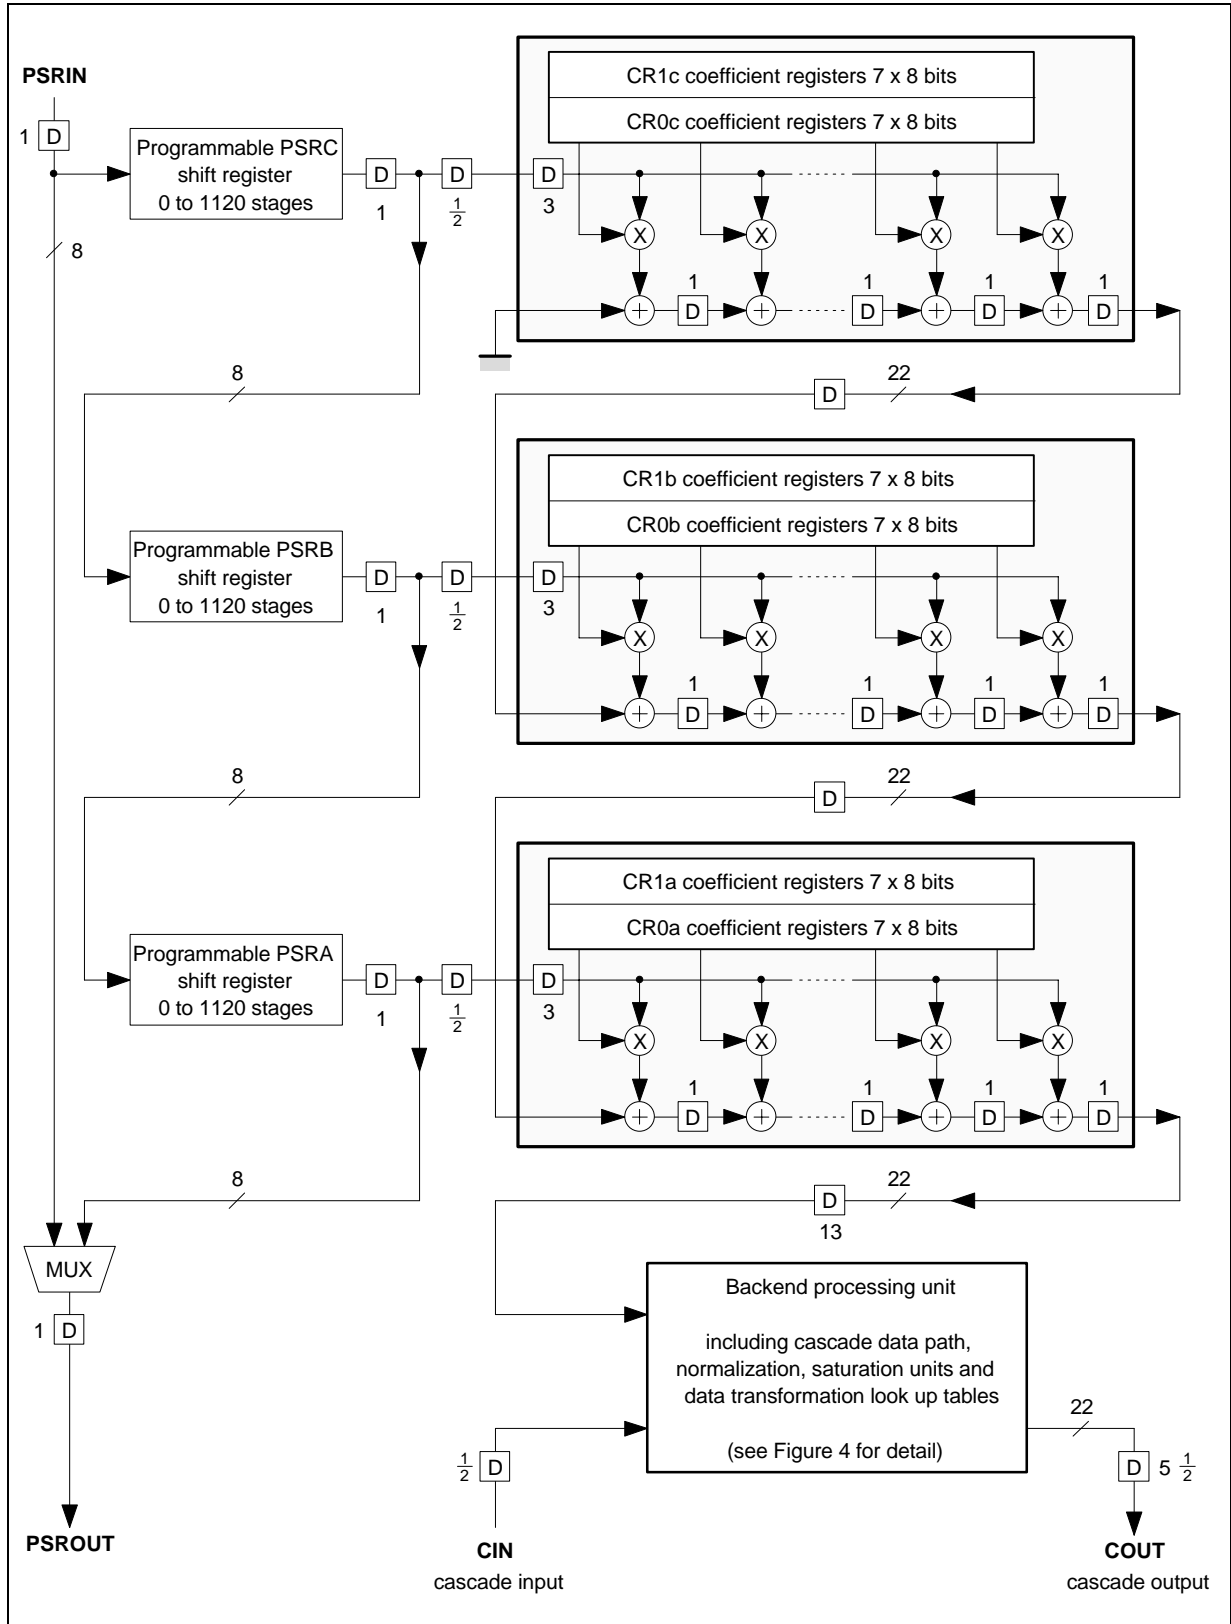 PSRIN
1 D
Programmable PSRC
shift register
0 to 1120 stages
D
1
D
1/2
D
3
8
CR1c coefficient registers 7 x 8 bits
CR0c coefficient registers 7 x 8 bits
X X X X
1 1 1 1
+ D + D + D + D
8
D
22
Programmable PSRB
shift register
0 to 1120 stages
D
1
D
1/2
D
3
CR1b coefficient registers 7 x 8 bits
CR0b coefficient registers 7 x 8 bits
X X X X
1 1 1 1
+ D + D + D + D
8
D
22
Programmable PSRA
shift register
0 to 1120 stages
D
1
D
1/2
D
3
CR1a coefficient registers 7 x 8 bits
CR0a coefficient registers 7 x 8 bits
X X X X
1 1 1 1
+ D + D + D + D
8
D
13
22
MUX
1 D
PSROUT
Backend processing unit
including cascade data path,
normalization, saturation units and
data transformation look up tables
(see Figure 4 for detail)
1/2 D
CIN
cascade input
22
D 5 1/2
COUT
cascade output